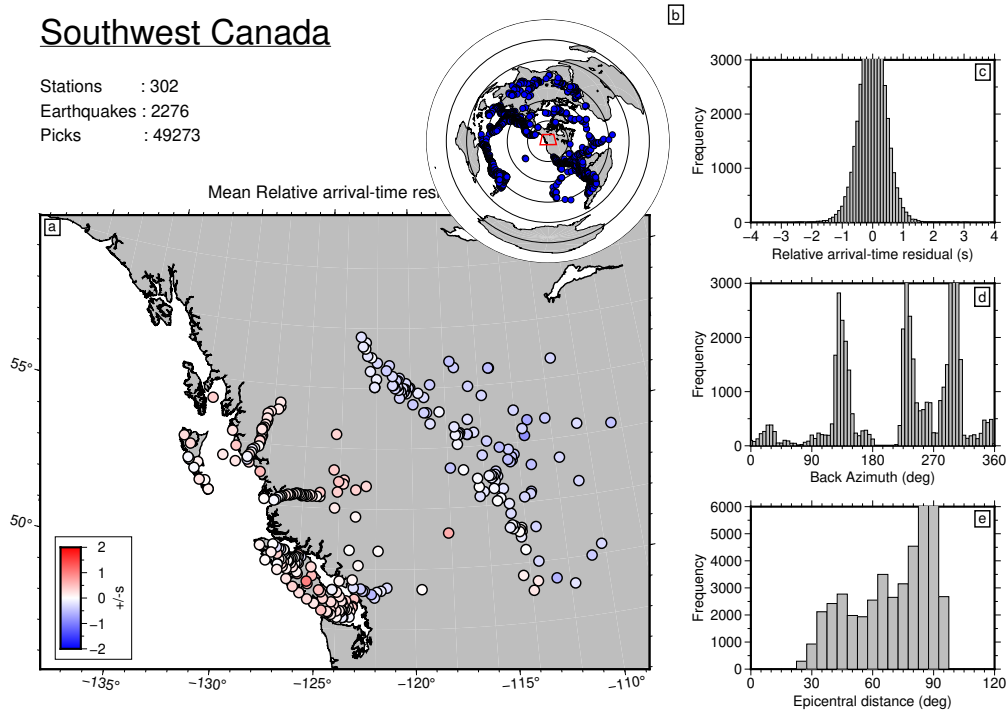 Southwest Canada
Stations : 302
Earthquakes : 2276
Picks : 49273
Mean Relative arrival-time resi
a
55°
50°
−135° −130° −125° −120° −115° −110°
2
1
0
−1
−2
+/-s
b
c
3000
2000
1000
0
Frequency
−4 −3 −2 −1 0 1 2 3 4
Relative arrival-time residual (s)
d
3000
2000
1000
0
Frequency
0 90 180 270 360
Back Azimuth (deg)
e
6000
5000
4000
3000
2000
1000
0
Frequency
0 30 60 90 120
Epicentral distance (deg)